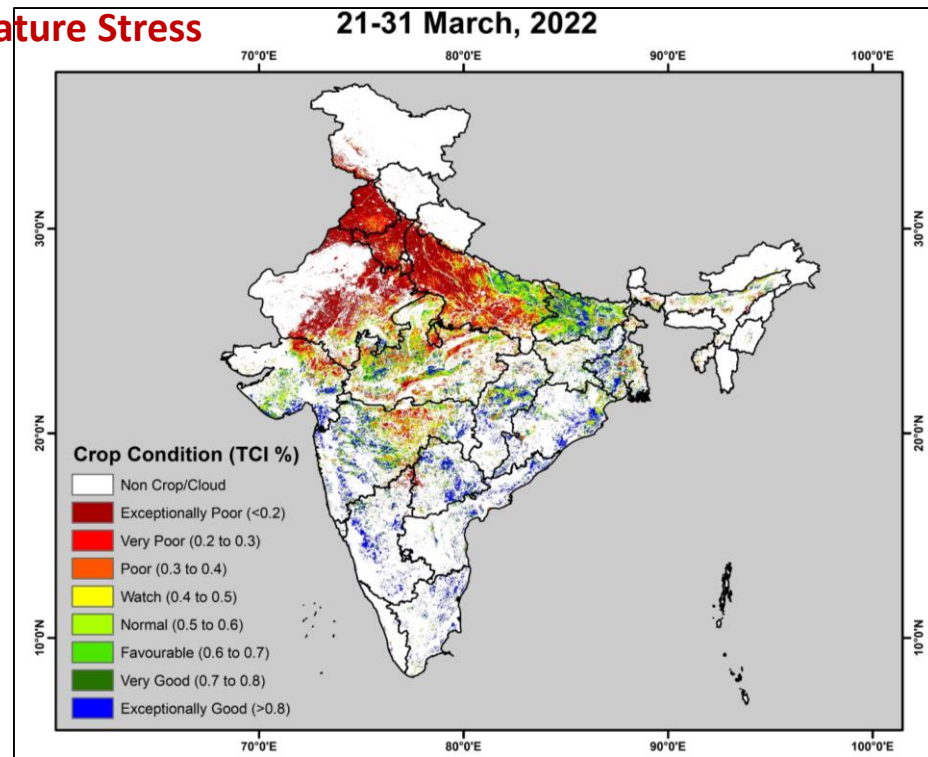 ature Stress
21-31 March, 2022
70°0'E 80°0'E 90°0'E 100°0'E
30°0'N 30°0'N
20°0'N 20°0'N
10°0'N 10°0'N
Crop Condition (TCI %)
Non Crop/Cloud
Exceptionally Poor (<0.2)
Very Poor (0.2 to 0.3)
Poor (0.3 to 0.4)
Watch (0.4 to 0.5)
Normal (0.5 to 0.6)
Favourable (0.6 to 0.7)
Very Good (0.7 to 0.8)
Exceptionally Good (>0.8)
70°0'E 80°0'E 90°0'E 100°0'E